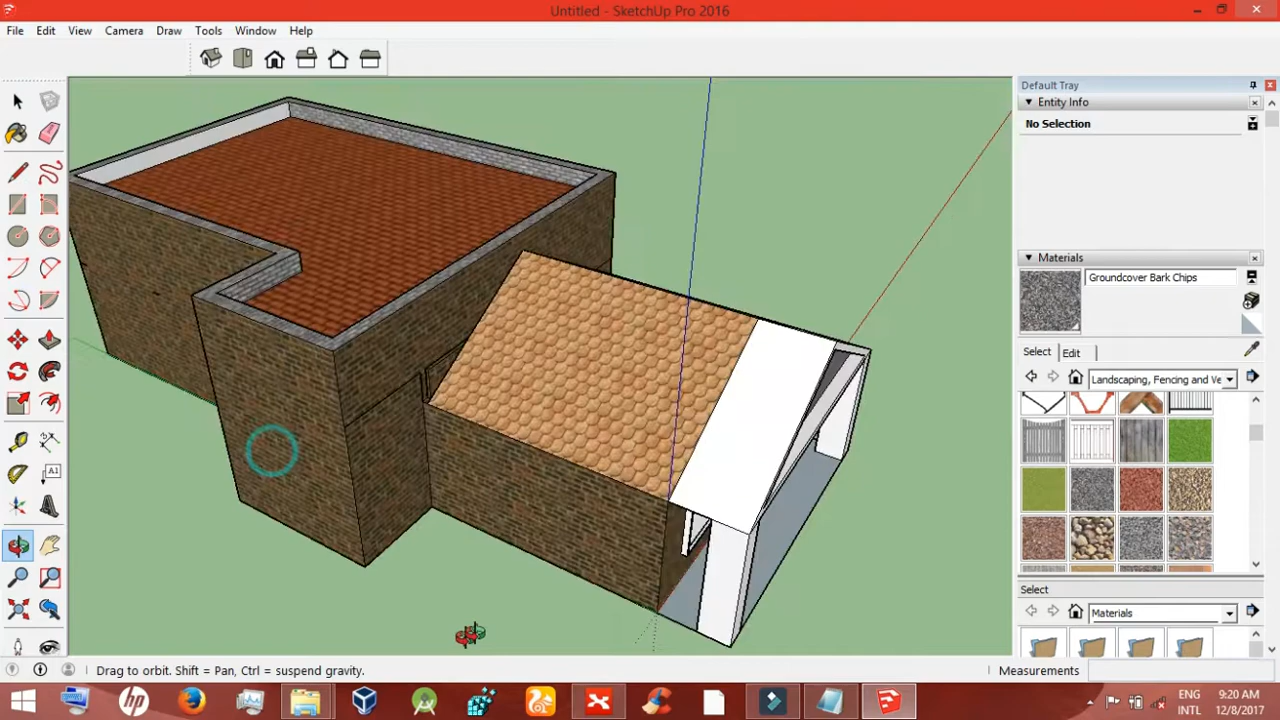 Untitled - SketchUp Pro 2016
File Edit View Camera Draw Tools Window Help
Default Tray
Entity Info
No Selection
Materials
Groundcover Bark Chips
Select Edit
Landscaping, Fencing and Ve
A1
Select
Materials
Drag to orbit. Shift = Pan, Ctrl = suspend gravity.
Measurements
hp
ENG
INTL
9:20 AM
12/8/2017